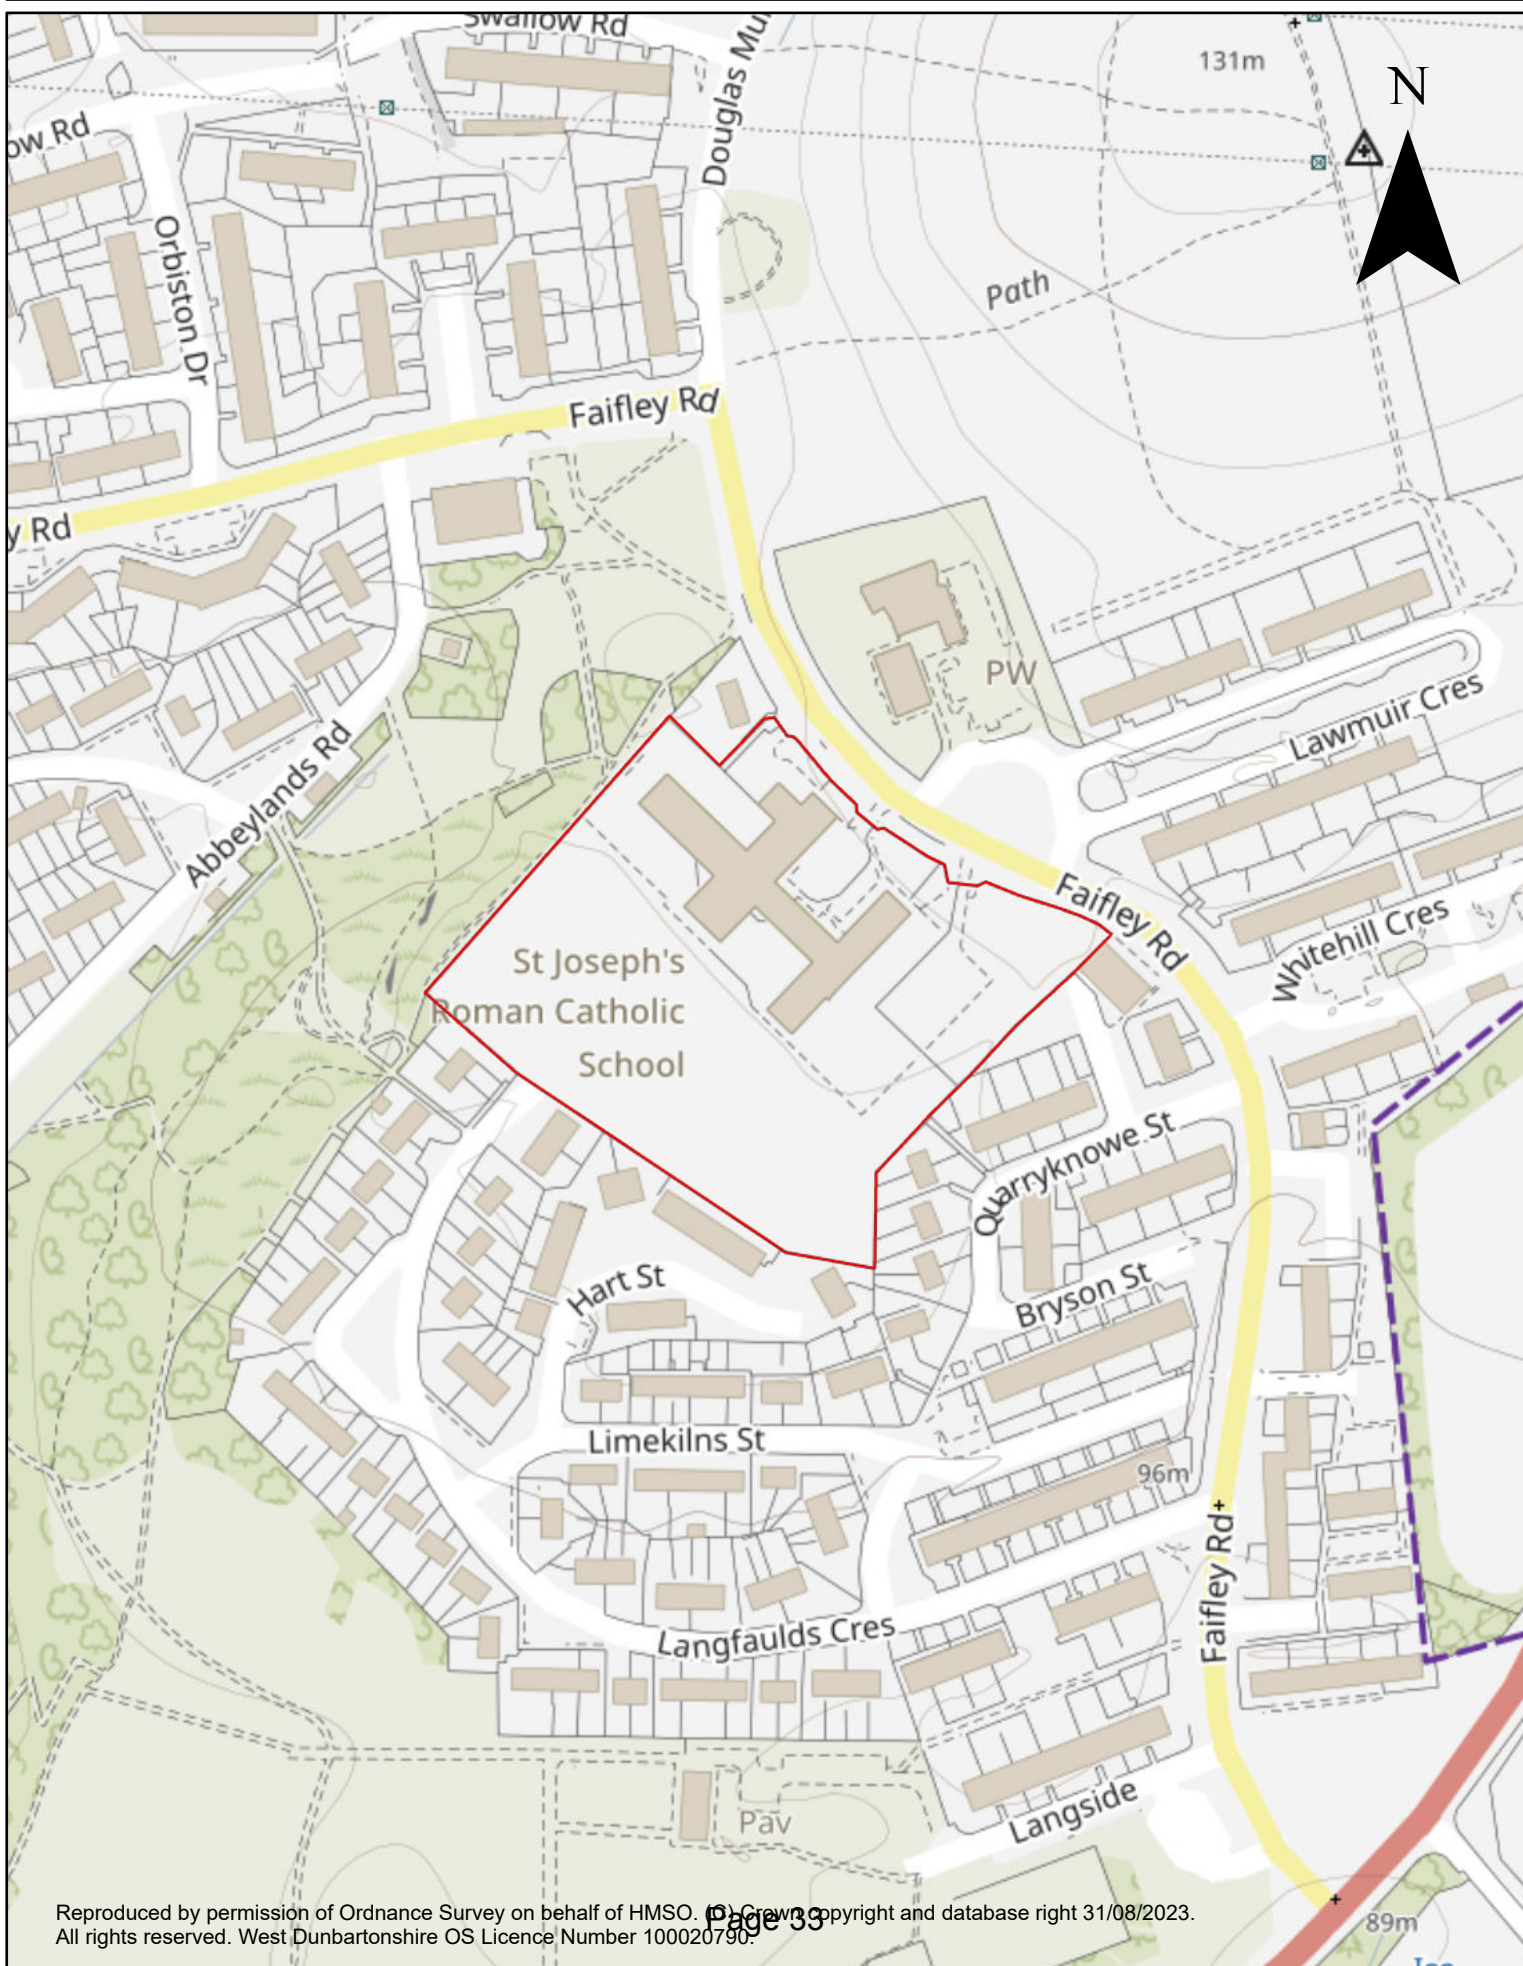 Swallow Rd
Douglas Mu
131m
N
ow Rd
Orbiston Dr
Path
Faifley Rd
y Rd
PW
Lawmuir Cres
Abbeylands Rd
Faifley Rd
Whitehill Cres
St Joseph's
Roman Catholic
School
Quarryknowe St
Hart St
Bryson St
Limekilns St
96m
Faifley Rd
Langfaulds Cres
Langside
Pav
Reproduced by permission of Ordnance Survey on behalf of HMSO. (C) Crown copyright and database right 31/08/2023.
All rights reserved. West Dunbartonshire OS Licence Number 100020790.
Page 33
89m